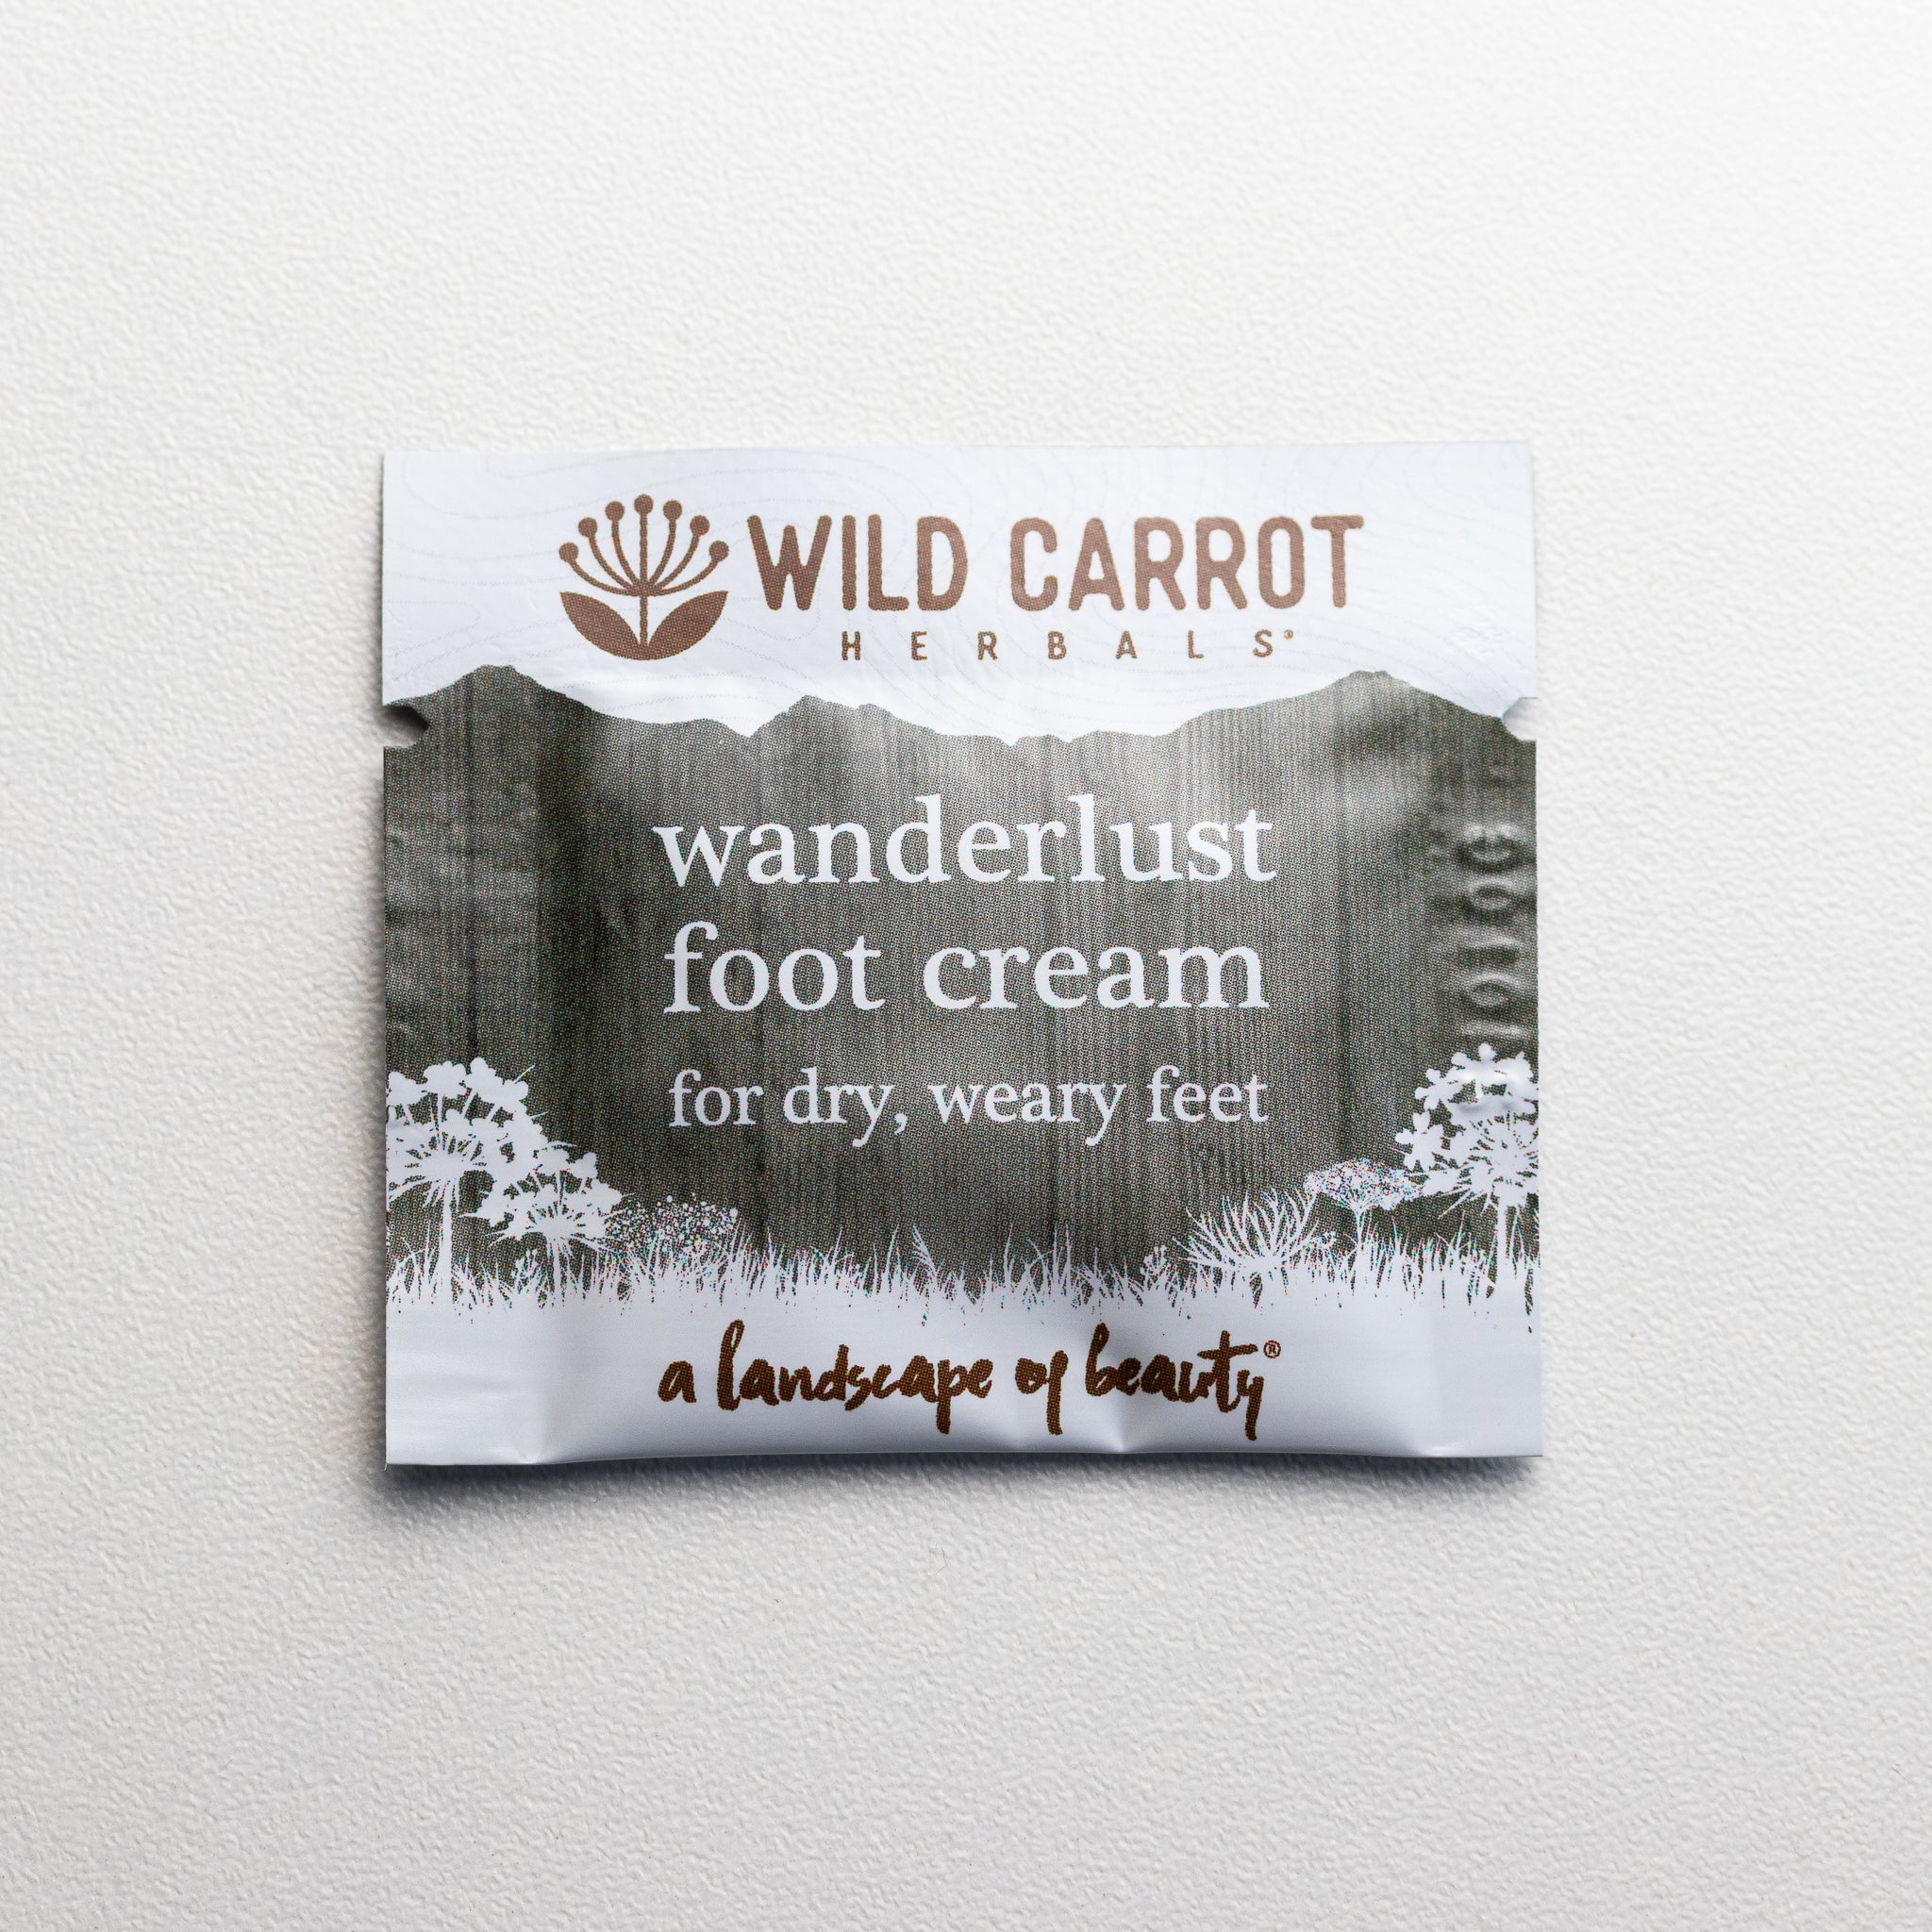 WILD CARROT
HERBALS®
wanderlust
foot cream
for dry, weary feet
a landscape of beauty®